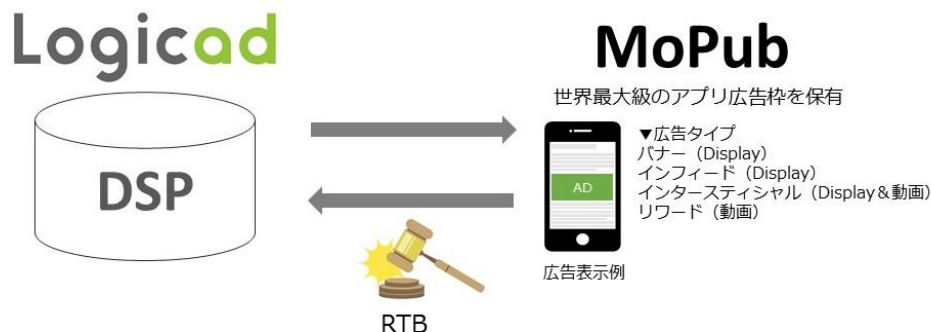 Logicad
DSP
MoPub
世界最大級のアプリ広告枠を保有
AD
▼広告タイプ
バナー（Display）
インフィード（Display）
インタースティシャル（Display＆動画）
リワード（動画）
広告表示例
RTB